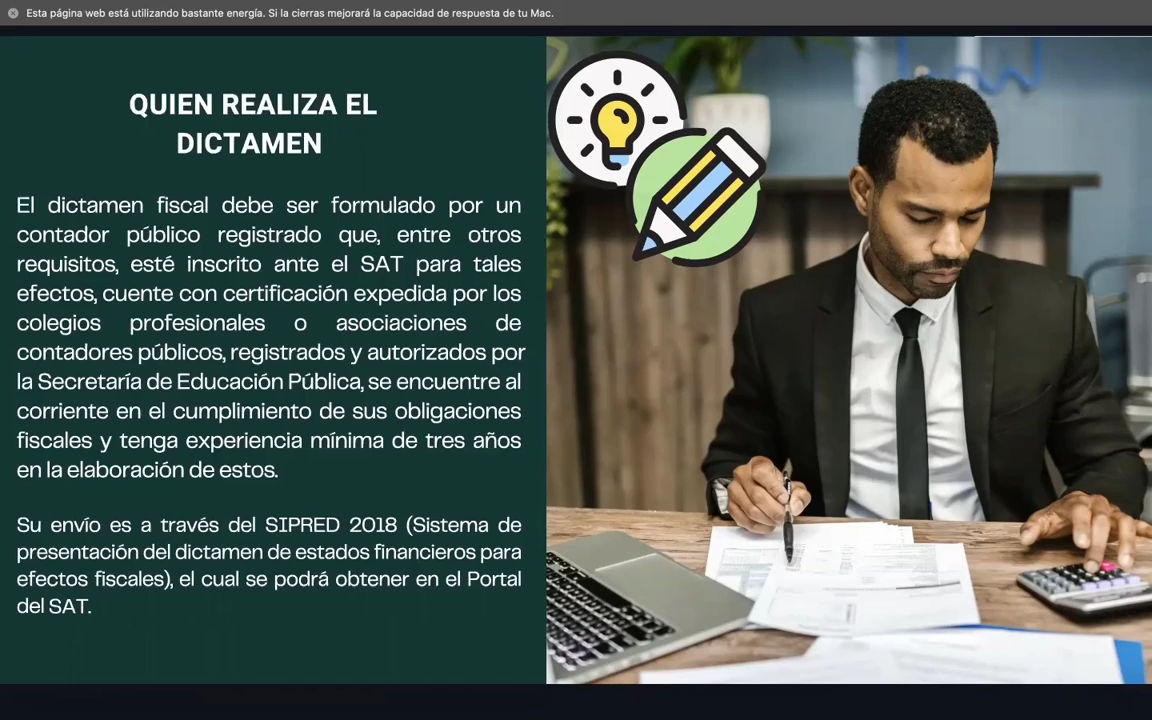 Esta página web está utilizando bastante energía. Si la cierras mejorará la capacidad de respuesta de tu Mac.
QUIEN REALIZA EL
DICTAMEN
El dictamen fiscal debe ser formulado por un
contador público registrado que, entre otros
requisitos, esté inscrito ante el SAT para tales
efectos, cuente con certificación expedida por los
colegios profesionales o asociaciones de
contadores públicos, registrados y autorizados por
la Secretaría de Educación Pública, se encuentre al
corriente en el cumplimiento de sus obligaciones
fiscales y tenga experiencia mínima de tres años
en la elaboración de estos.
Su envío es a través del SIPRED 2018 (Sistema de
presentación del dictamen de estados financieros para
efectos fiscales), el cual se podrá obtener en el Portal
del SAT.